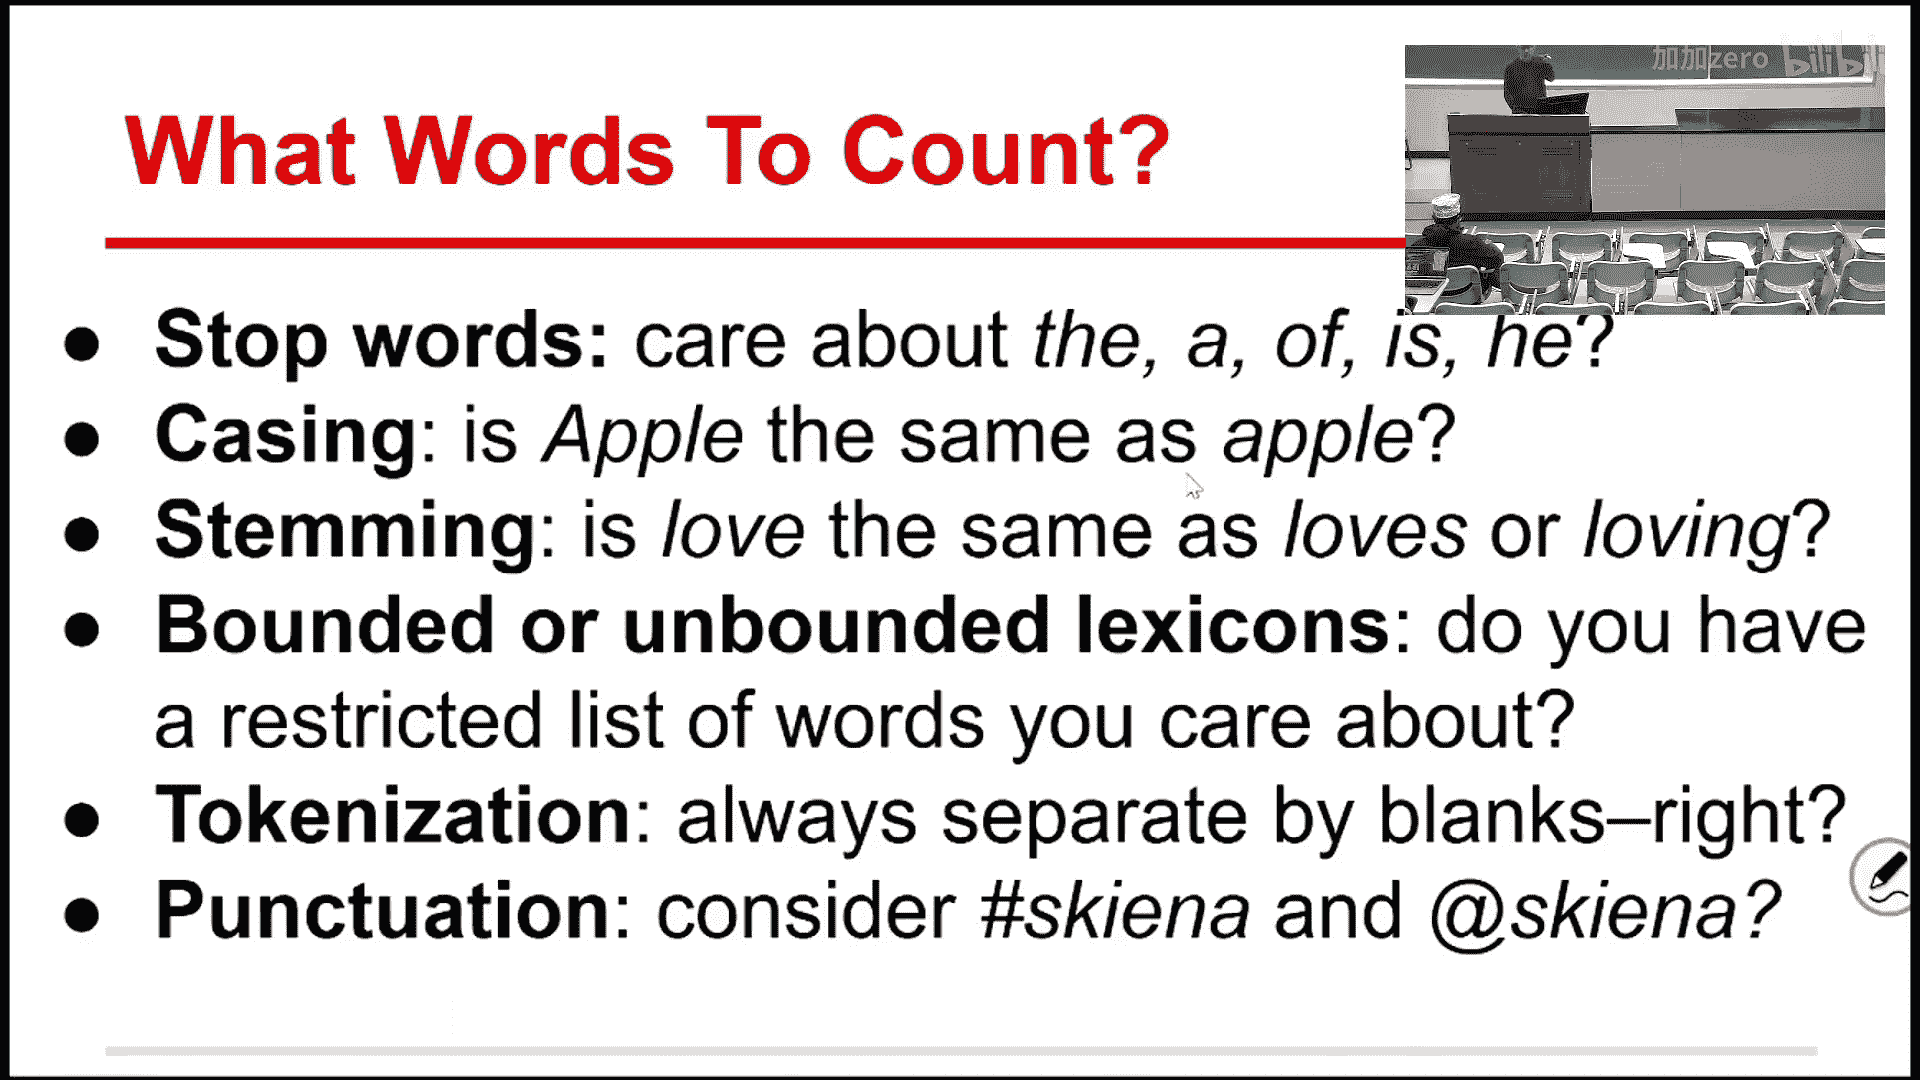 What Words To Count?
加加zero bilibili
● Stop words: care about the, a, of, is, he?
● Casing: is Apple the same as apple?
● Stemming: is love the same as loves or loving?
● Bounded or unbounded lexicons: do you have
a restricted list of words you care about?
● Tokenization: always separate by blanks–right?
● Punctuation: consider #skiena and @skiena?